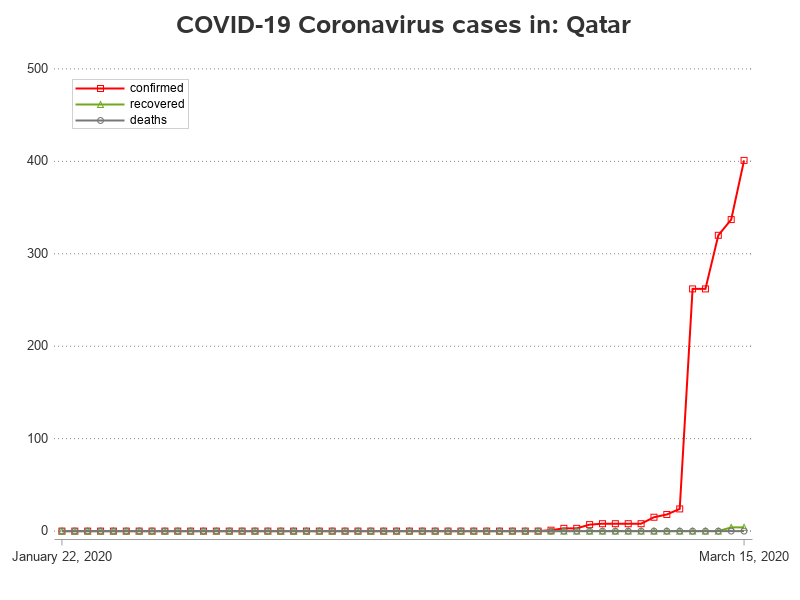 COVID-19 Coronavirus cases in: Qatar
500
confirmed
recovered
deaths
400
300
200
100
0
January 22, 2020 March 15, 2020